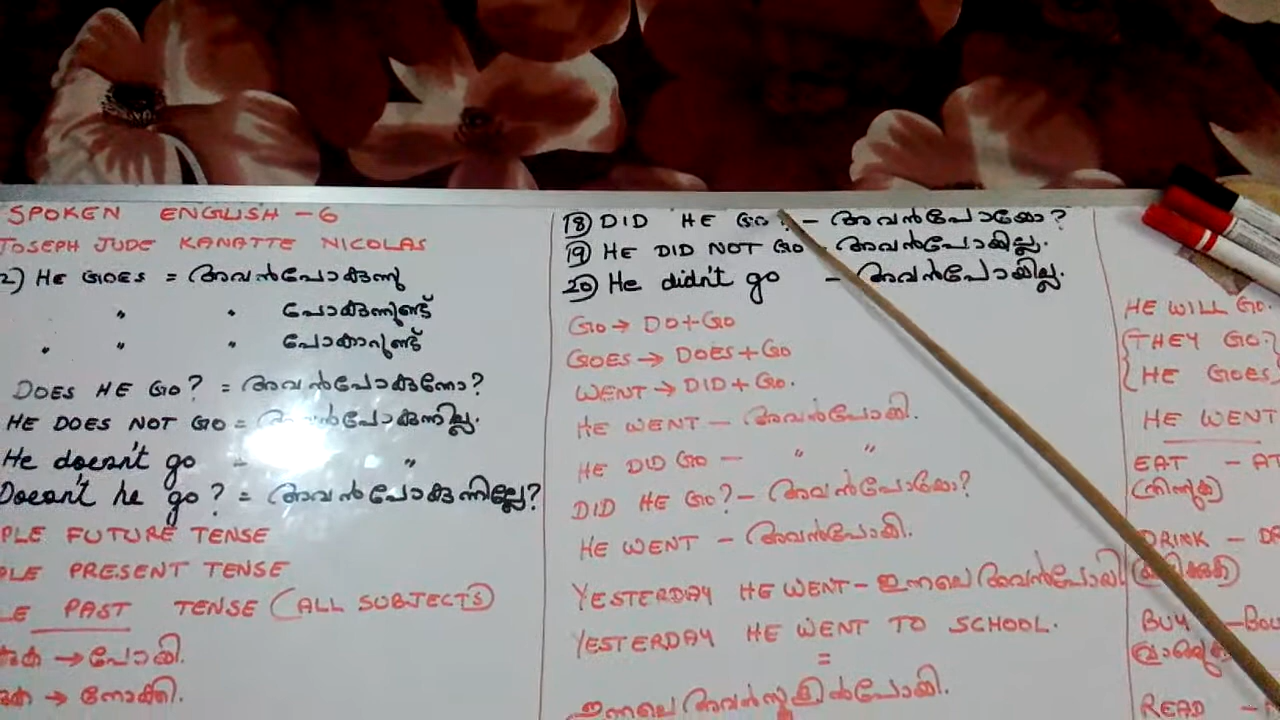 SPOKEN ENGLISH - 6
JOSEPH JUDE KANATTE NICOLAS
2) HE GOES = അവൻപോകുന്നു
" " പോകുന്നുണ്ട്
" " " പോകാറുണ്ട്
DOES HE GO? = അവൻപോകുന്നോ?
HE DOES NOT GO = അവൻപോകുന്നില്ല.
He doesn't go = "
Doesn't he go? = അവൻപോകുന്നില്ലേ?
PLE FUTURE TENSE
PLE PRESENT TENSE
LE PAST TENSE (ALL SUBJECTS)
→ പോയി.
→ നോക്കി.
18) DID HE GO? - അവൻപോയോ?
19) HE DID NOT GO - അവൻപോയില്ല.
20) He didn't go - അവൻപോയില്ല.
GO → DO+GO
GOES → DOES+GO
WENT → DID+GO.
HE WENT - അവൻപോയി.
HE DID GO - " "
DID HE GO? - അവൻപോയോ?
HE WENT - അവൻപോയി.
YESTERDAY HE WENT - ഇന്നലെ അവൻപോയി
YESTERDAY HE WENT TO SCHOOL.
=
ഇന്നലെ അവൻസ്കൂളിൽപോയി.
HE WILL GO.
{THEY GO.}
{HE GOES}
HE WENT
EAT - AT
(തിന്നുക)
DRINK - DR
(കുടിക്കുക)
BUY - BOU
(വാങ്ങുക
READ -